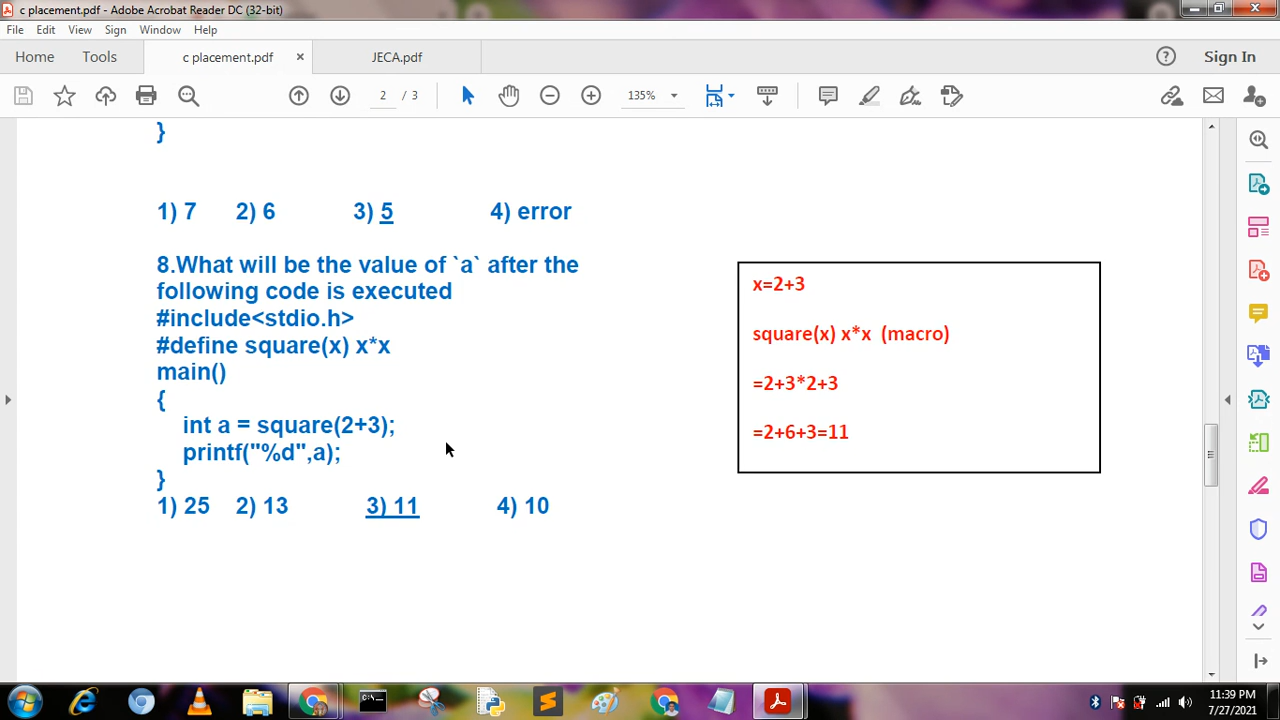 c placement.pdf - Adobe Acrobat Reader DC (32-bit)
File Edit View Sign Window Help
Home Tools c placement.pdf × JECA.pdf ? Sign In
2 / 3 135%
}
1) 7 2) 6 3) 5 4) error
8.What will be the value of `a` after the
following code is executed
#include<stdio.h>
#define square(x) x*x
main()
{
int a = square(2+3);
printf("%d",a);
}
1) 25 2) 13 3) 11 4) 10
x=2+3
square(x) x*x (macro)
=2+3*2+3
=2+6+3=11
11:39 PM
7/27/2021